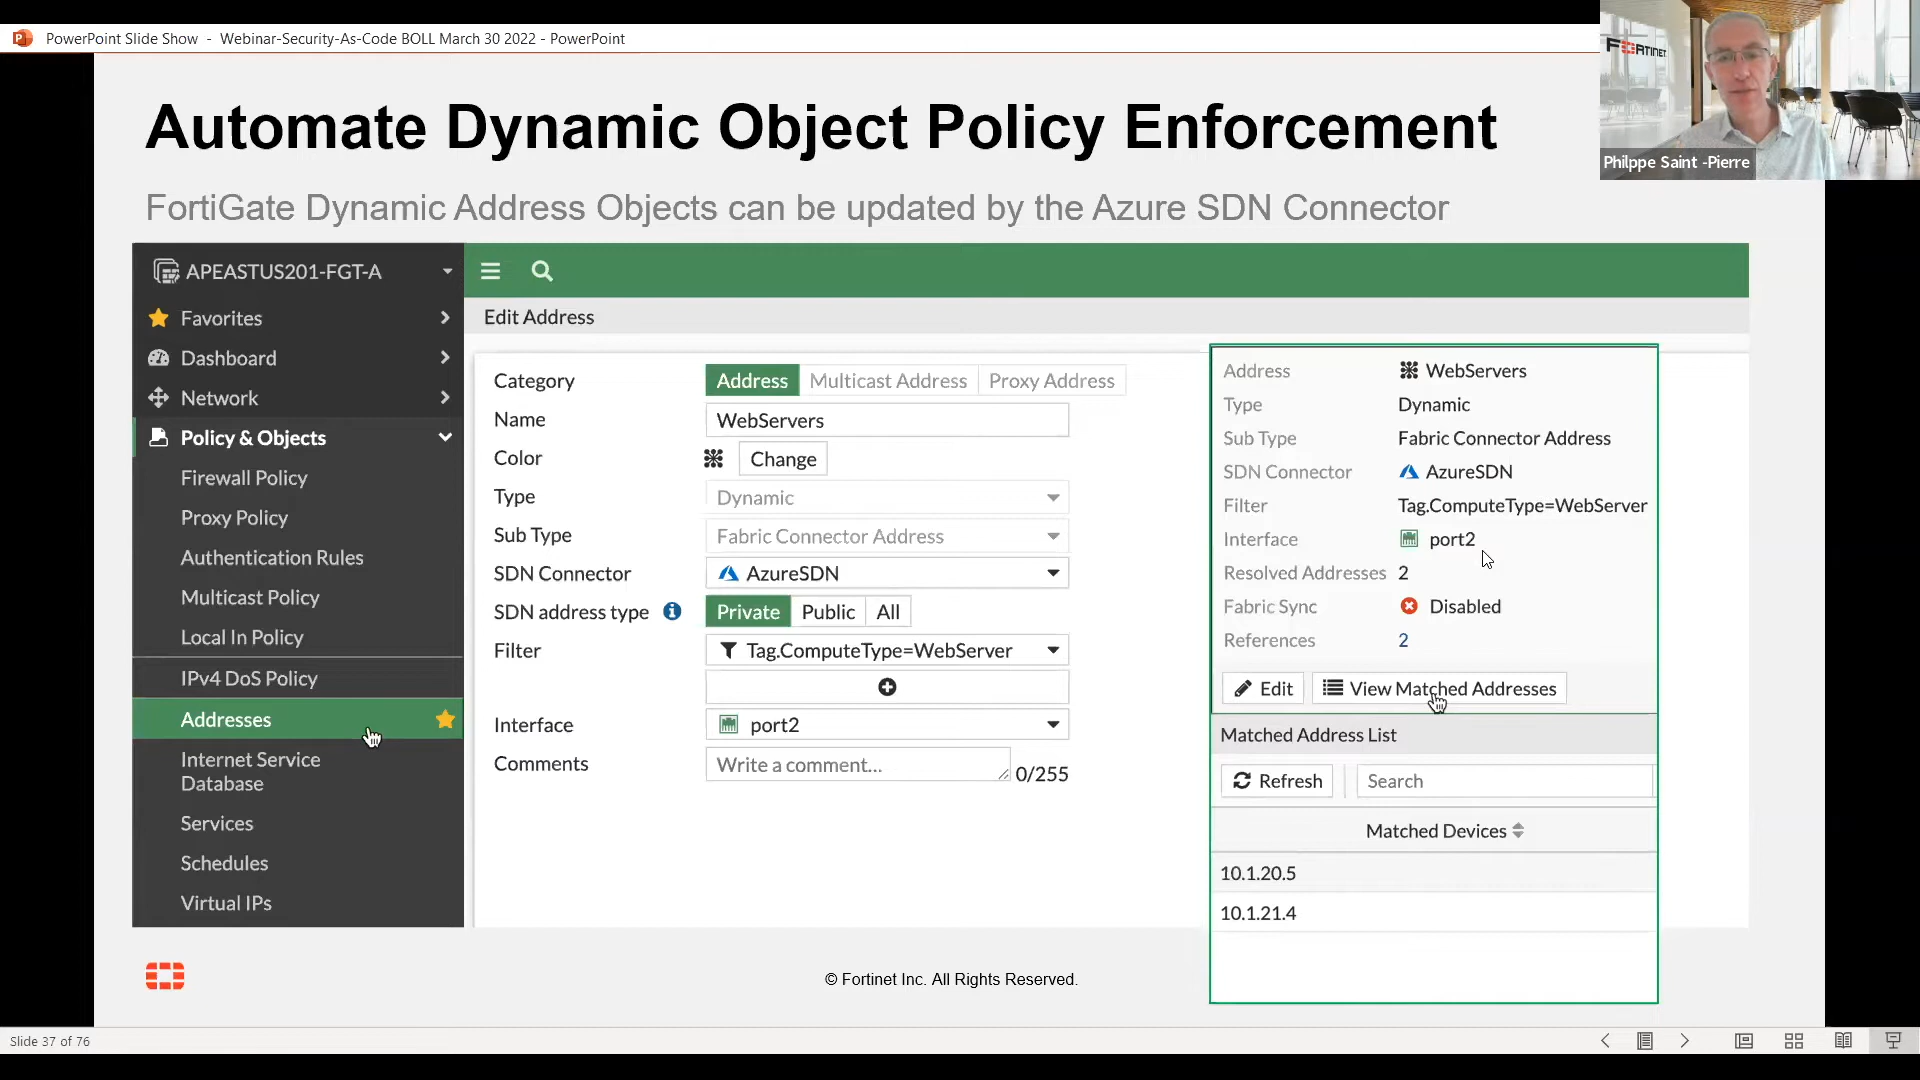 PowerPoint Slide Show - Webinar-Security-As-Code BOLL March 30 2022 - PowerPoint
FORTINET
Philppe Saint -Pierre
Automate Dynamic Object Policy Enforcement
FortiGate Dynamic Address Objects can be updated by the Azure SDN Connector
APEASTUS201-FGT-A
Favorites
Dashboard
Network
Policy & Objects
Firewall Policy
Proxy Policy
Authentication Rules
Multicast Policy
Local In Policy
IPv4 DoS Policy
Addresses
Internet Service
Database
Services
Schedules
Virtual IPs
Edit Address
Category Address Multicast Address Proxy Address
Name WebServers
Color Change
Type Dynamic
Sub Type Fabric Connector Address
SDN Connector AzureSDN
SDN address type Private Public All
Filter Tag.ComputeType=WebServer
Interface port2
Comments Write a comment... 0/255
Address WebServers
Type Dynamic
Sub Type Fabric Connector Address
SDN Connector AzureSDN
Filter Tag.ComputeType=WebServer
Interface port2
Resolved Addresses 2
Fabric Sync Disabled
References 2
Edit View Matched Addresses
Matched Address List
Refresh Search
Matched Devices
10.1.20.5
10.1.21.4
© Fortinet Inc. All Rights Reserved.
Slide 37 of 76